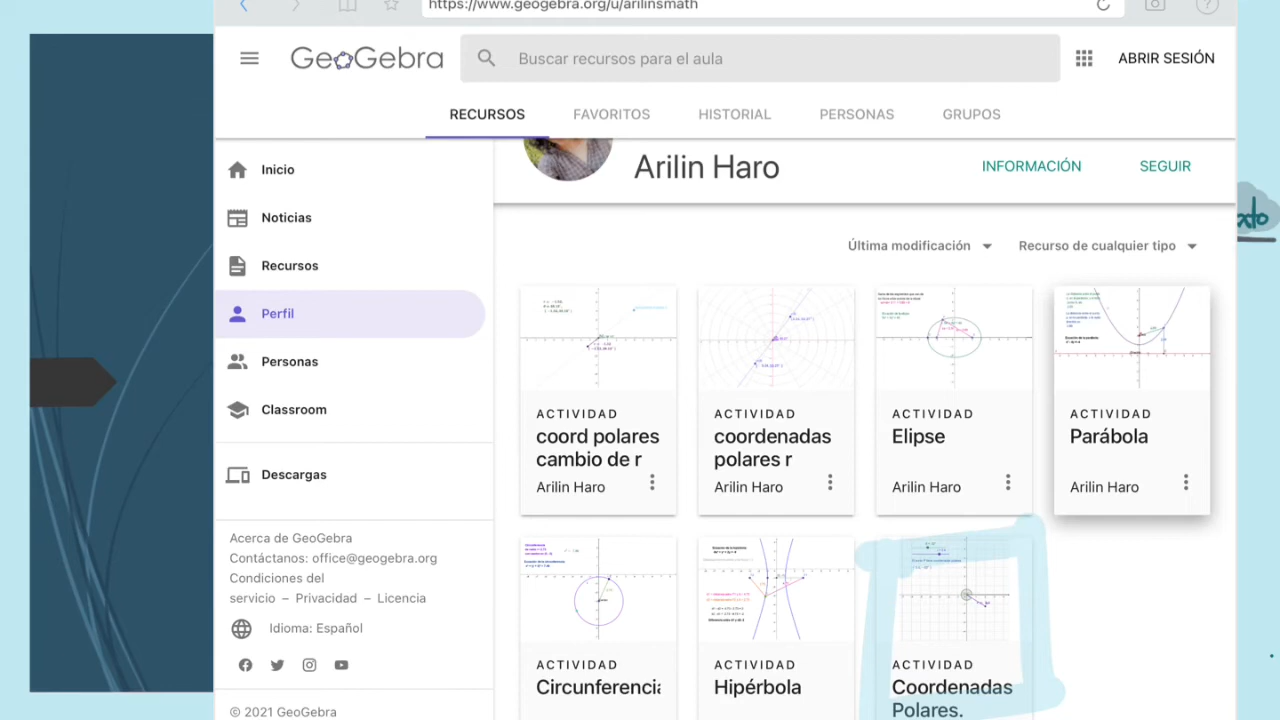 https://www.geogebra.org/u/arilinsmath
GeoGebra
Buscar recursos para el aula
ABRIR SESIÓN
RECURSOS
FAVORITOS
HISTORIAL
PERSONAS
GRUPOS
Inicio
Noticias
Recursos
Perfil
Personas
Classroom
Descargas
Acerca de GeoGebra
Contáctanos: office@geogebra.org
Condiciones del
servicio – Privacidad – Licencia
Idioma: Español
© 2021 GeoGebra
Arilin Haro
INFORMACIÓN
SEGUIR
Última modificación
Recurso de cualquier tipo
ACTIVIDAD
coord polares
cambio de r
Arilin Haro
ACTIVIDAD
coordenadas
polares r
Arilin Haro
ACTIVIDAD
Elipse
Arilin Haro
ACTIVIDAD
Parábola
Arilin Haro
ACTIVIDAD
Circunferencia
ACTIVIDAD
Hipérbola
ACTIVIDAD
Coordenadas
Polares.